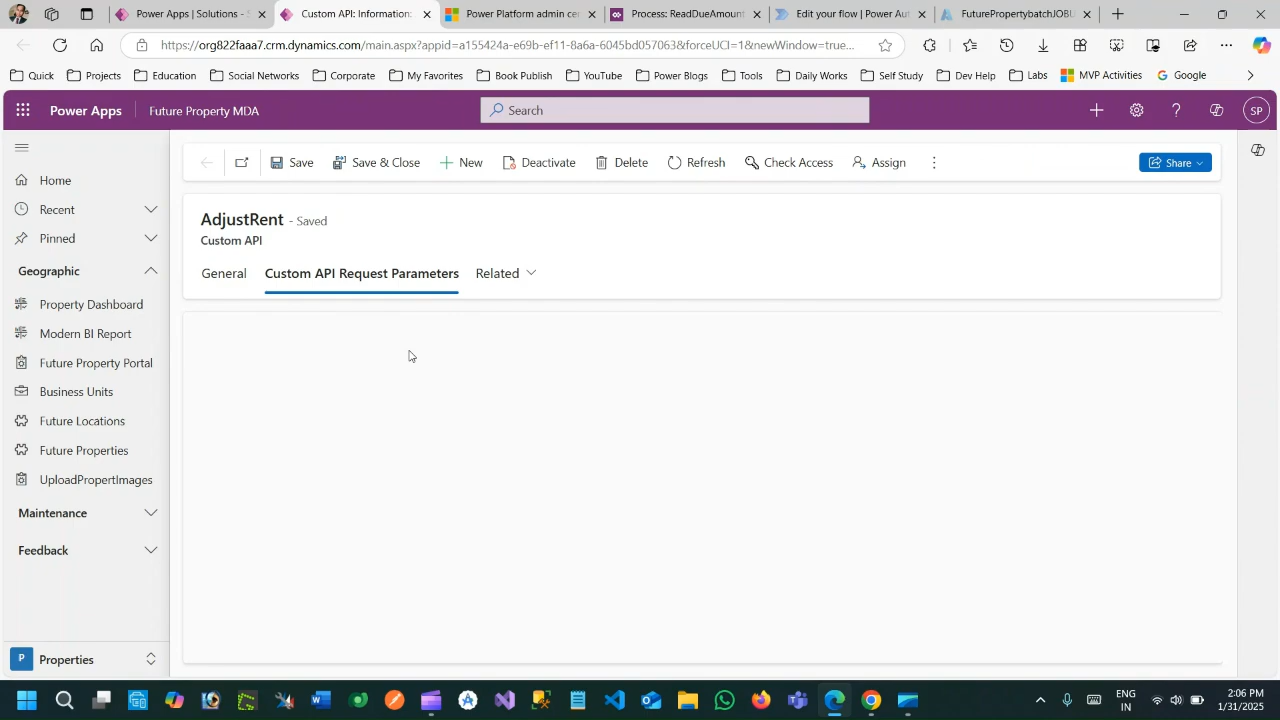 Power Apps | Solutions - S
Custom API: Information:
Power Platform admin cen
Process: ReadDueAmount
Edit your flow | Power Aut
FuturePropertybatchJOBU
https://org822faaa7.crm.dynamics.com/main.aspx?appid=a155424a-e69b-ef11-8a6a-6045bd057063&forceUCI=1&newWindow=true...
Quick
Projects
Education
Social Networks
Corporate
My Favorites
Book Publish
YouTube
Power Blogs
Tools
Daily Works
Self Study
Dev Help
Labs
MVP Activities
Google
Power Apps
Future Property MDA
Search
SP
Save
Save & Close
New
Deactivate
Delete
Refresh
Check Access
Assign
Share
Home
Recent
Pinned
Geographic
Property Dashboard
Modern BI Report
Future Property Portal
Business Units
Future Locations
Future Properties
UploadPropertImages
Maintenance
Feedback
P Properties
AdjustRent - Saved
Custom API
General
Custom API Request Parameters
Related
ENG
IN
2:06 PM
1/31/2025